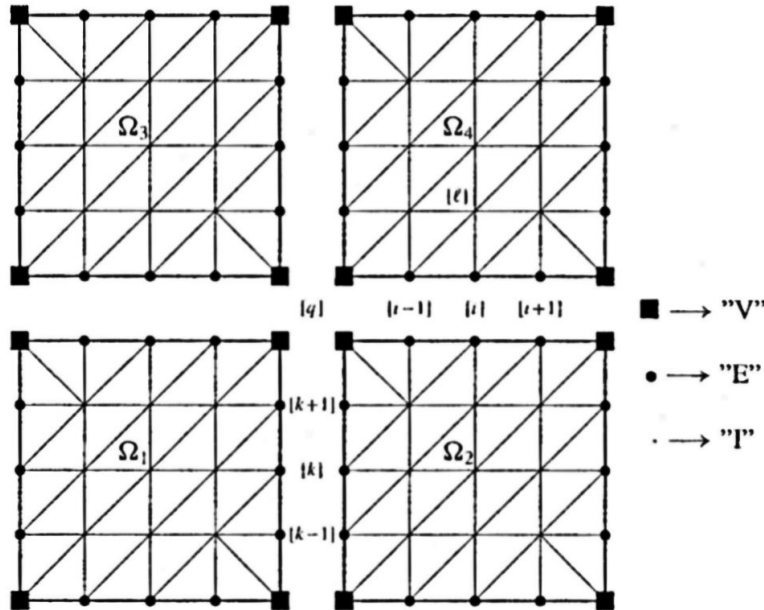 Ω3 Ω4
[ℓ]
[q] [i−1] [i] [i+1]
■ → "V"
[k+1]
● → "E"
Ω1 [k] Ω2
· → "I"
[k−1]